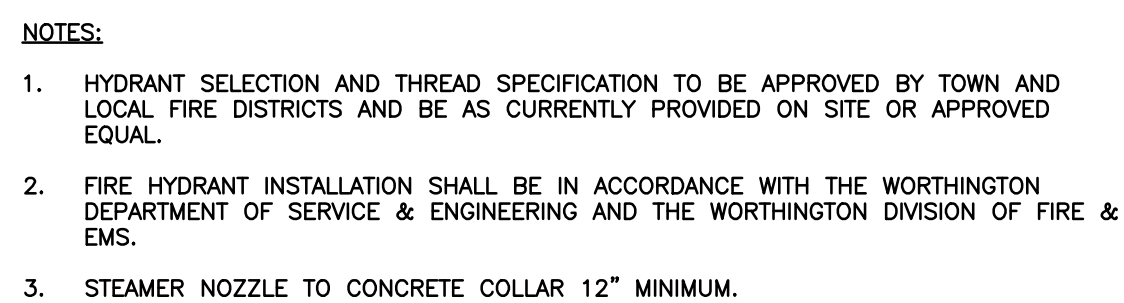 NOTES:
1. HYDRANT SELECTION AND THREAD SPECIFICATION TO BE APPROVED BY TOWN AND
LOCAL FIRE DISTRICTS AND BE AS CURRENTLY PROVIDED ON SITE OR APPROVED
EQUAL.
2. FIRE HYDRANT INSTALLATION SHALL BE IN ACCORDANCE WITH THE WORTHINGTON
DEPARTMENT OF SERVICE & ENGINEERING AND THE WORTHINGTON DIVISION OF FIRE &
EMS.
3. STEAMER NOZZLE TO CONCRETE COLLAR 12” MINIMUM.